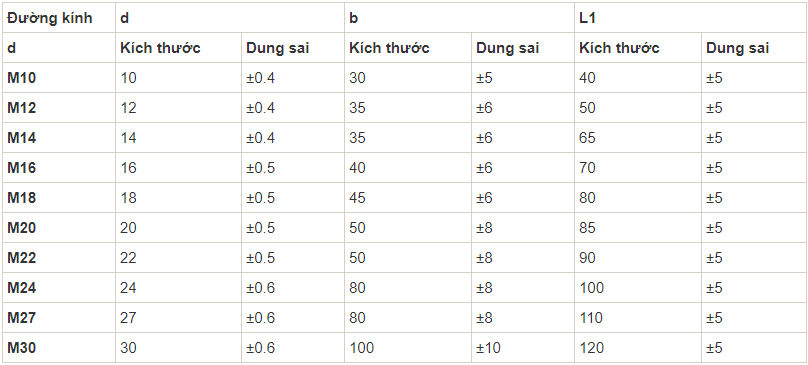 Đường kính d b L1
d Kích thước Dung sai Kích thước Dung sai Kích thước Dung sai
M10 10 ±0.4 30 ±5 40 ±5
M12 12 ±0.4 35 ±6 50 ±5
M14 14 ±0.4 35 ±6 65 ±5
M16 16 ±0.5 40 ±6 70 ±5
M18 18 ±0.5 45 ±6 80 ±5
M20 20 ±0.5 50 ±8 85 ±5
M22 22 ±0.5 50 ±8 90 ±5
M24 24 ±0.6 80 ±8 100 ±5
M27 27 ±0.6 80 ±8 110 ±5
M30 30 ±0.6 100 ±10 120 ±5